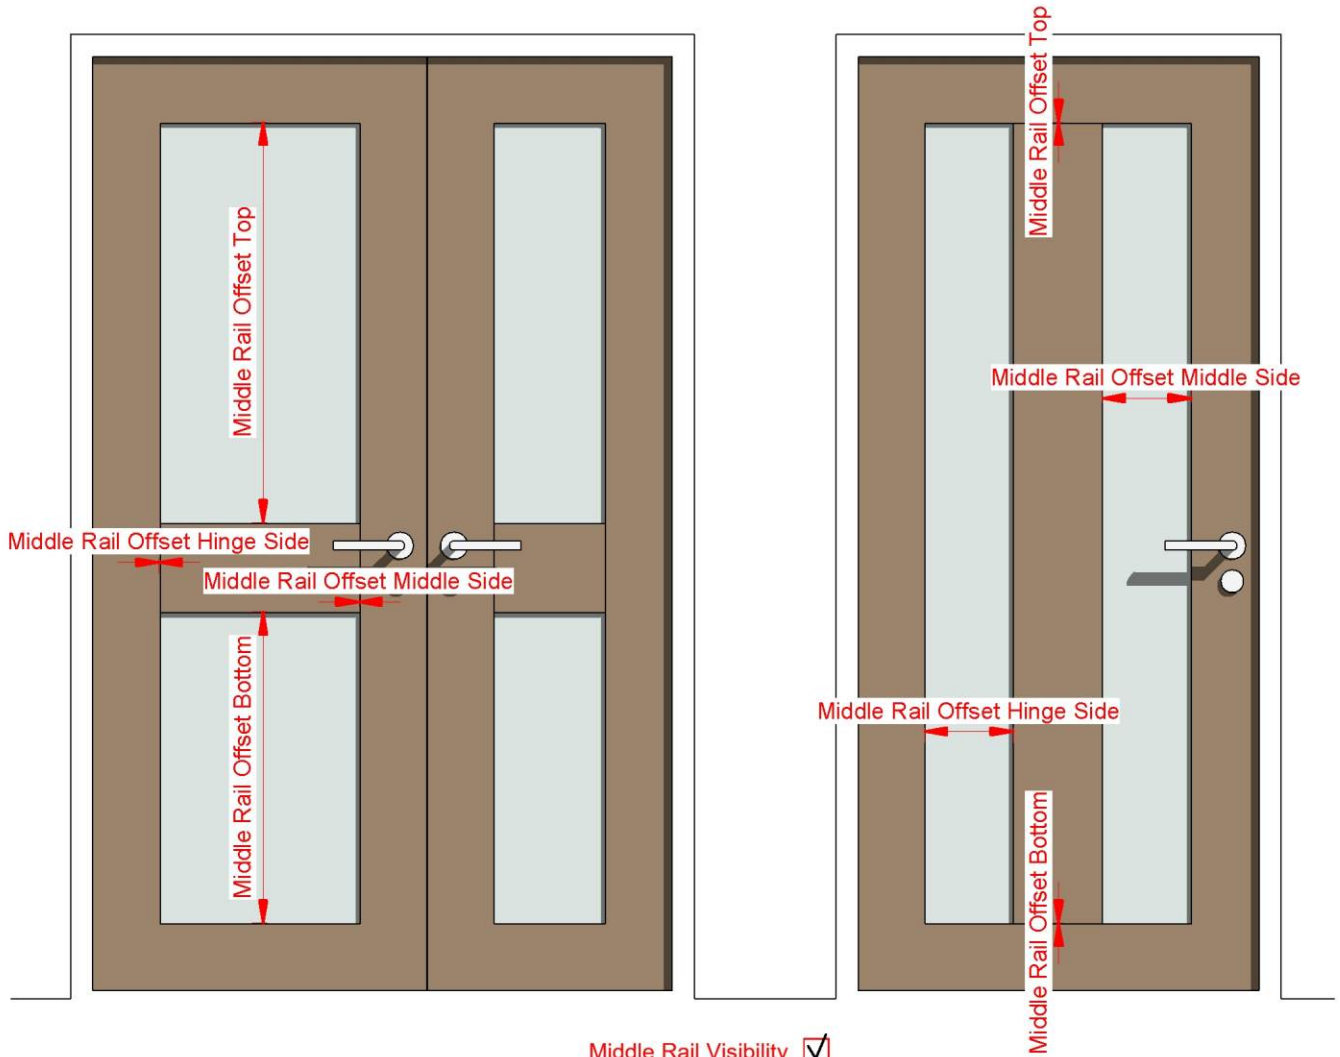 Middle Rail Offset Top
Middle Rail Offset Hinge Side
Middle Rail Offset Middle Side
Middle Rail Offset Bottom
Middle Rail Offset Top
Middle Rail Offset Middle Side
Middle Rail Offset Hinge Side
Middle Rail Offset Bottom
Middle Rail Visibility